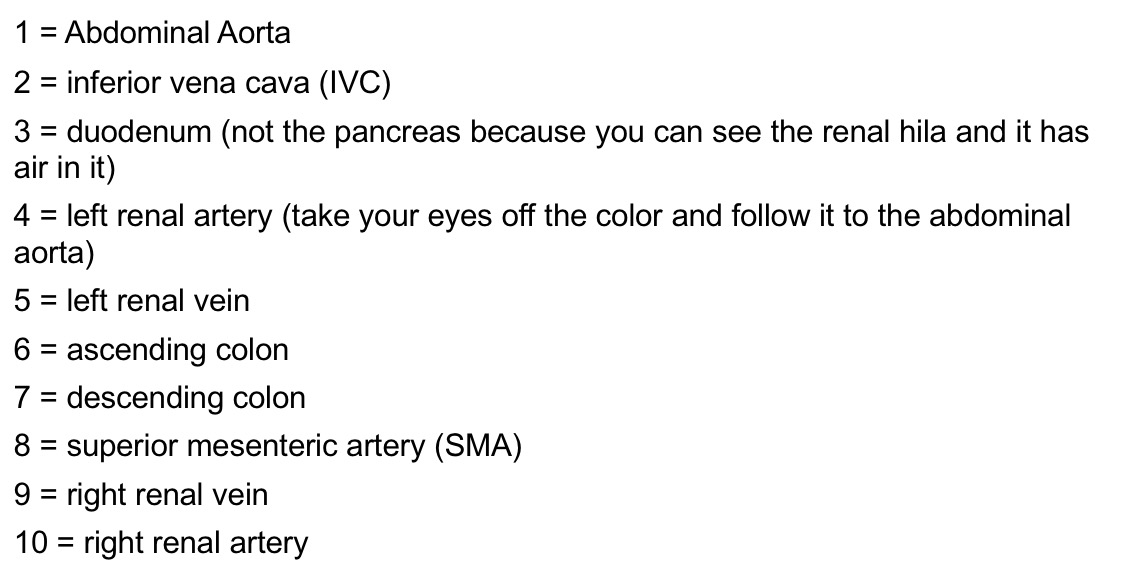 1 = Abdominal Aorta
2 = inferior vena cava (IVC)
3 = duodenum (not the pancreas because you can see the renal hila and it has
air in it)
4 = left renal artery (take your eyes off the color and follow it to the abdominal
aorta)
5 = left renal vein
6 = ascending colon
7 = descending colon
8 = superior mesenteric artery (SMA)
9 = right renal vein
10 = right renal artery